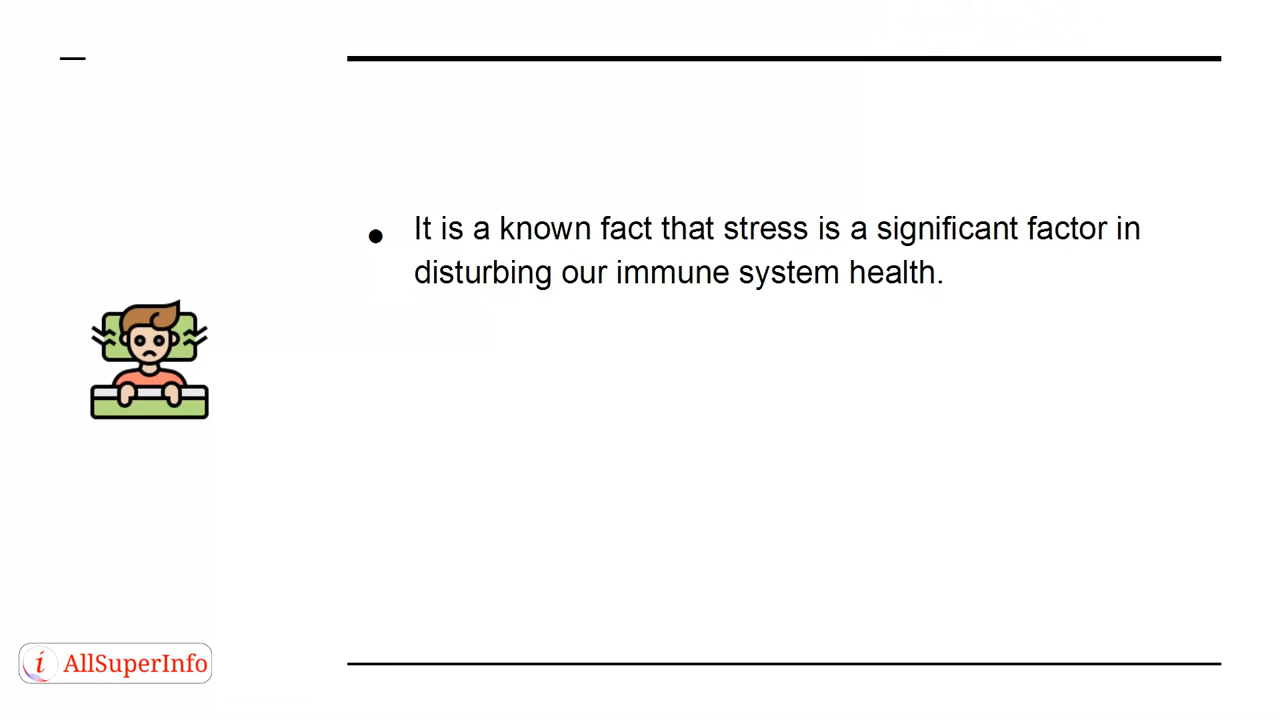 ● It is a known fact that stress is a significant factor in
disturbing our immune system health.
i AllSuperInfo